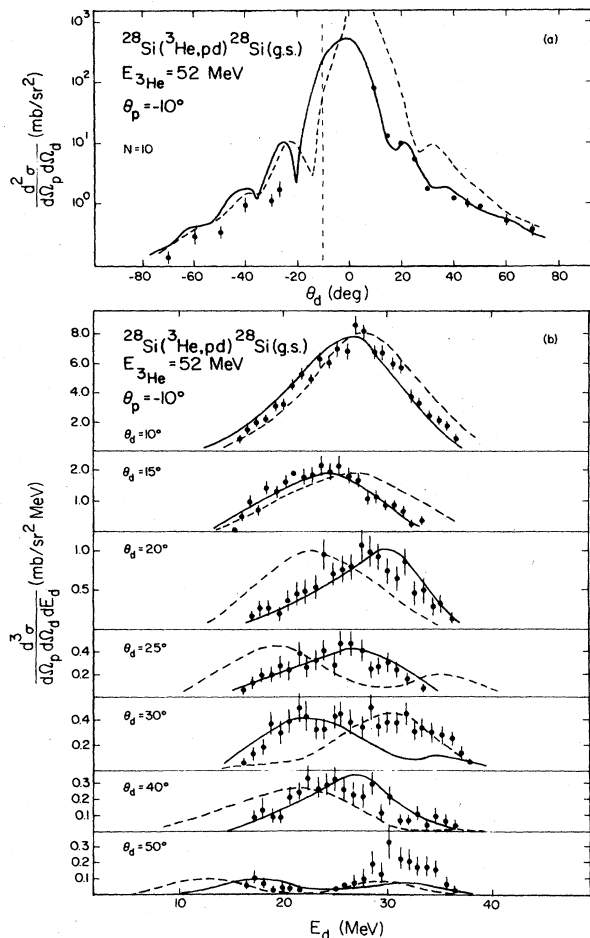 (a)
²⁸Si(³He,pd)²⁸Si(g.s.)
E₃He = 52 MeV
θp = -10°
N=10
d²σ / dΩp dΩd (mb/sr2)
10² 10¹ 10⁰
-80 -60 -40 -20 0 20 40 60 80
θd (deg)
(b)
²⁸Si(³He,pd)²⁸Si(g.s.)
E₃He = 52 MeV
θp = -10°
θd = 10°
8.0 6.0 4.0 2.0
θd = 15°
2.0 1.0
θd = 20°
1.0 0.5
θd = 25°
0.4 0.2
θd = 30°
0.4 0.2
θd = 40°
0.3 0.2 0.1
θd = 50°
0.3 0.2 0.1
d³σ / dΩp dΩd dEd (mb/sr² MeV)
10 20 30 40
Ed (MeV)